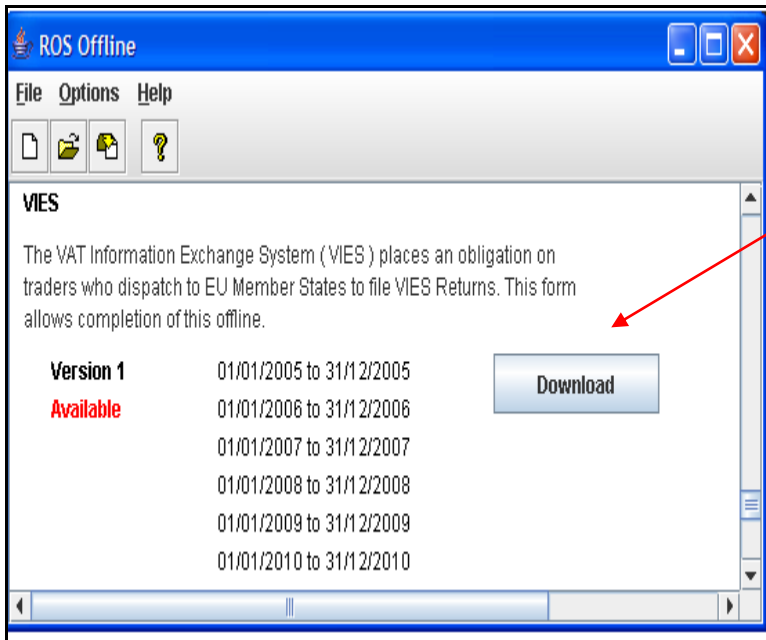 ROS Offline
File Options Help
VIES
The VAT Information Exchange System ( VIES ) places an obligation on
traders who dispatch to EU Member States to file VIES Returns. This form
allows completion of this offline.
Version 1 01/01/2005 to 31/12/2005 Download
Available 01/01/2006 to 31/12/2006
01/01/2007 to 31/12/2007
01/01/2008 to 31/12/2008
01/01/2009 to 31/12/2009
01/01/2010 to 31/12/2010